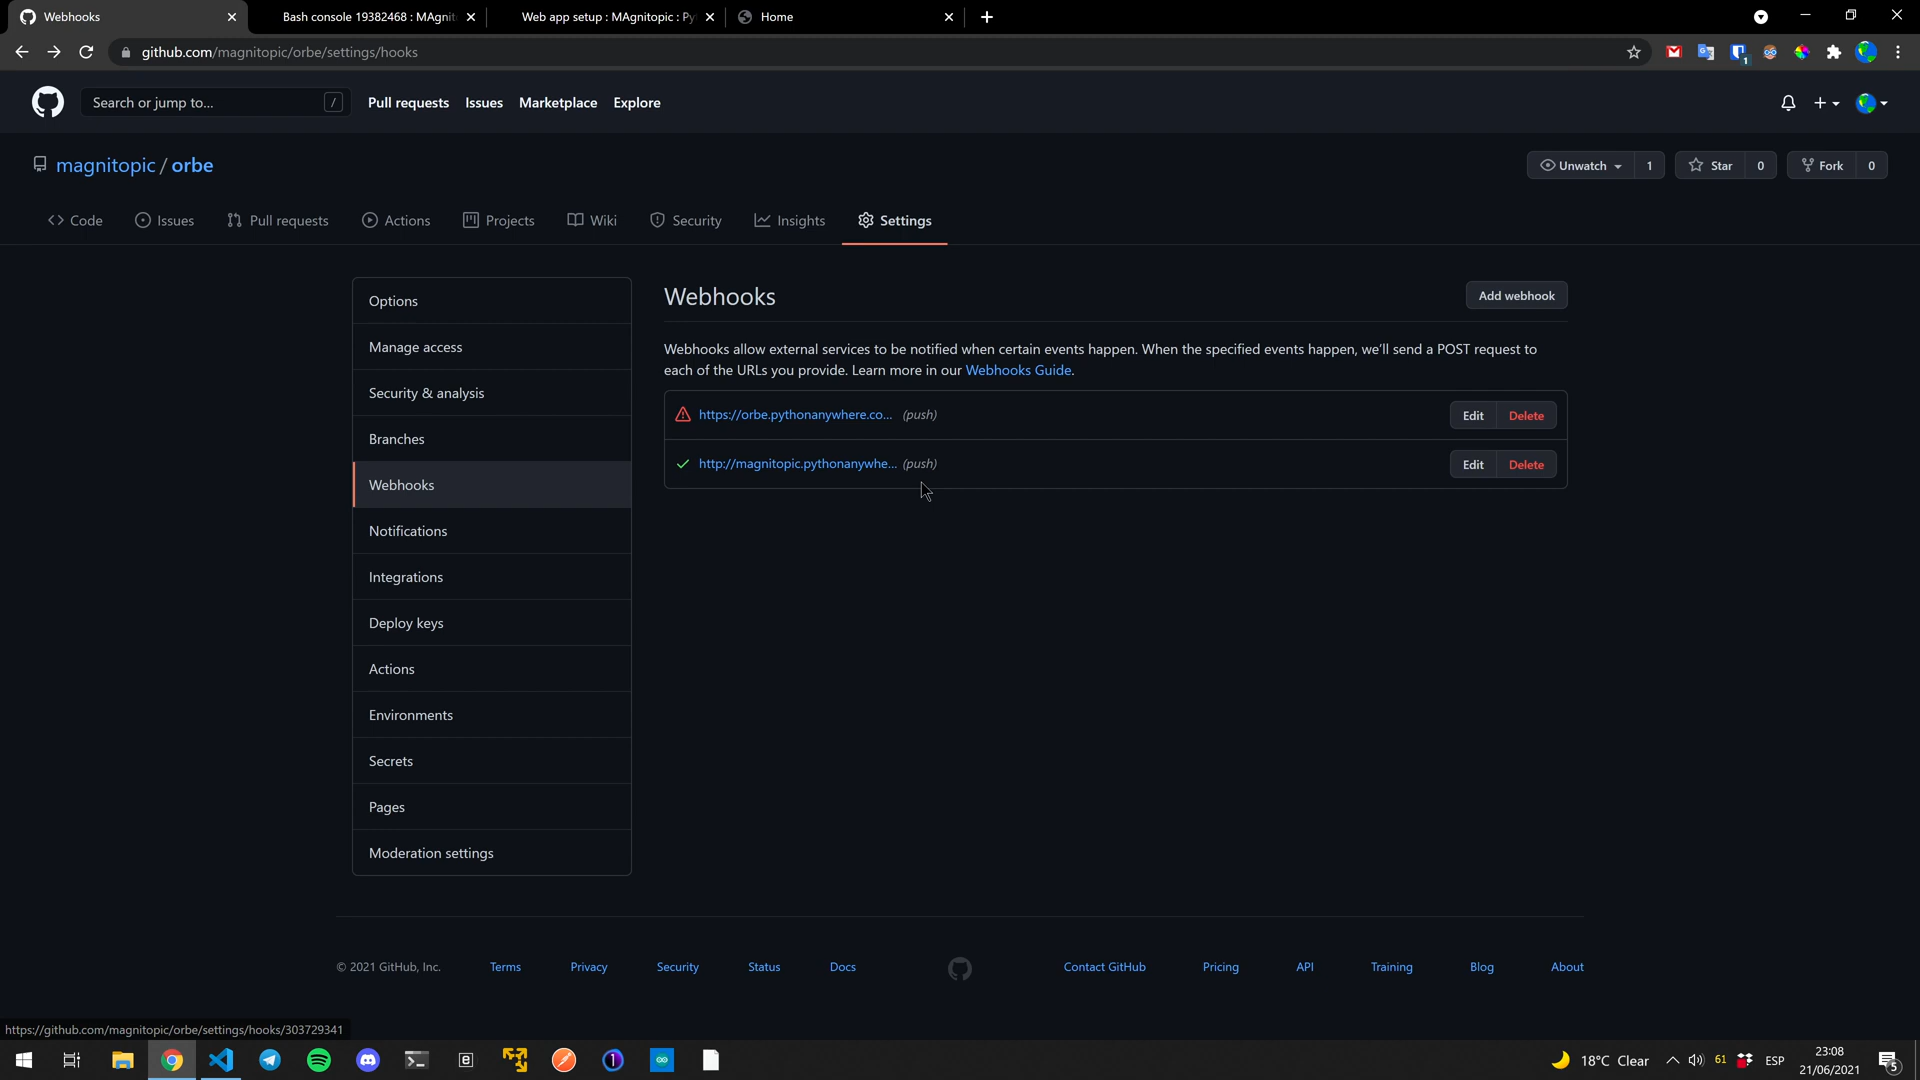 Webhooks
Bash console 19382468 : MAgnit
Web app setup : MAgnitopic : Py
Home
github.com/magnitopic/orbe/settings/hooks
1
Search or jump to...
/
Pull requests
Issues
Marketplace
Explore
magnitopic / orbe
Unwatch
1
Star
0
Fork
0
Code
Issues
Pull requests
Actions
Projects
Wiki
Security
Insights
Settings
Options
Manage access
Security & analysis
Branches
Webhooks
Notifications
Integrations
Deploy keys
Actions
Environments
Secrets
Pages
Moderation settings
Webhooks
Add webhook
Webhooks allow external services to be notified when certain events happen. When the specified events happen, we'll send a POST request to
each of the URLs you provide. Learn more in our Webhooks Guide.
https://orbe.pythonanywhere.co... (push)
Edit
Delete
http://magnitopic.pythonanywhe... (push)
Edit
Delete
© 2021 GitHub, Inc.
Terms
Privacy
Security
Status
Docs
Contact GitHub
Pricing
API
Training
Blog
About
https://github.com/magnitopic/orbe/settings/hooks/303729341
18°C Clear
61
ESP
23:08
21/06/2021
5